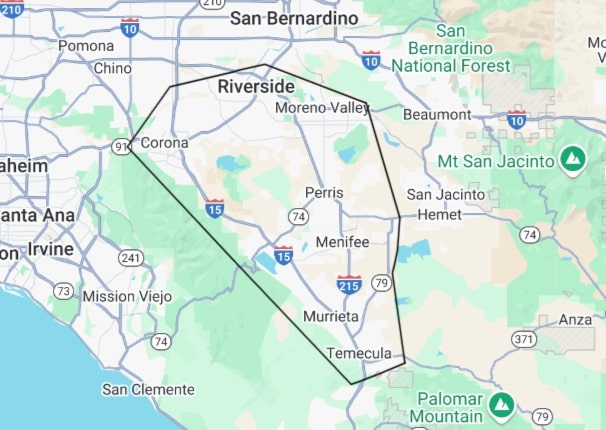 210
210
San Bernardino
10
Pomona
Chino
San
Bernardino
National Forest
10
Riverside
Moreno Valley
Beaumont
10
91
Corona
Mt San Jacinto
aheim
Perris
San Jacinto
15
anta Ana
74
Hemet
Irvine
Menifee
74
241
15
215
79
73
Mission Viejo
Murrieta
Anza
74
371
Temecula
San Clemente
Palomar
Mountain